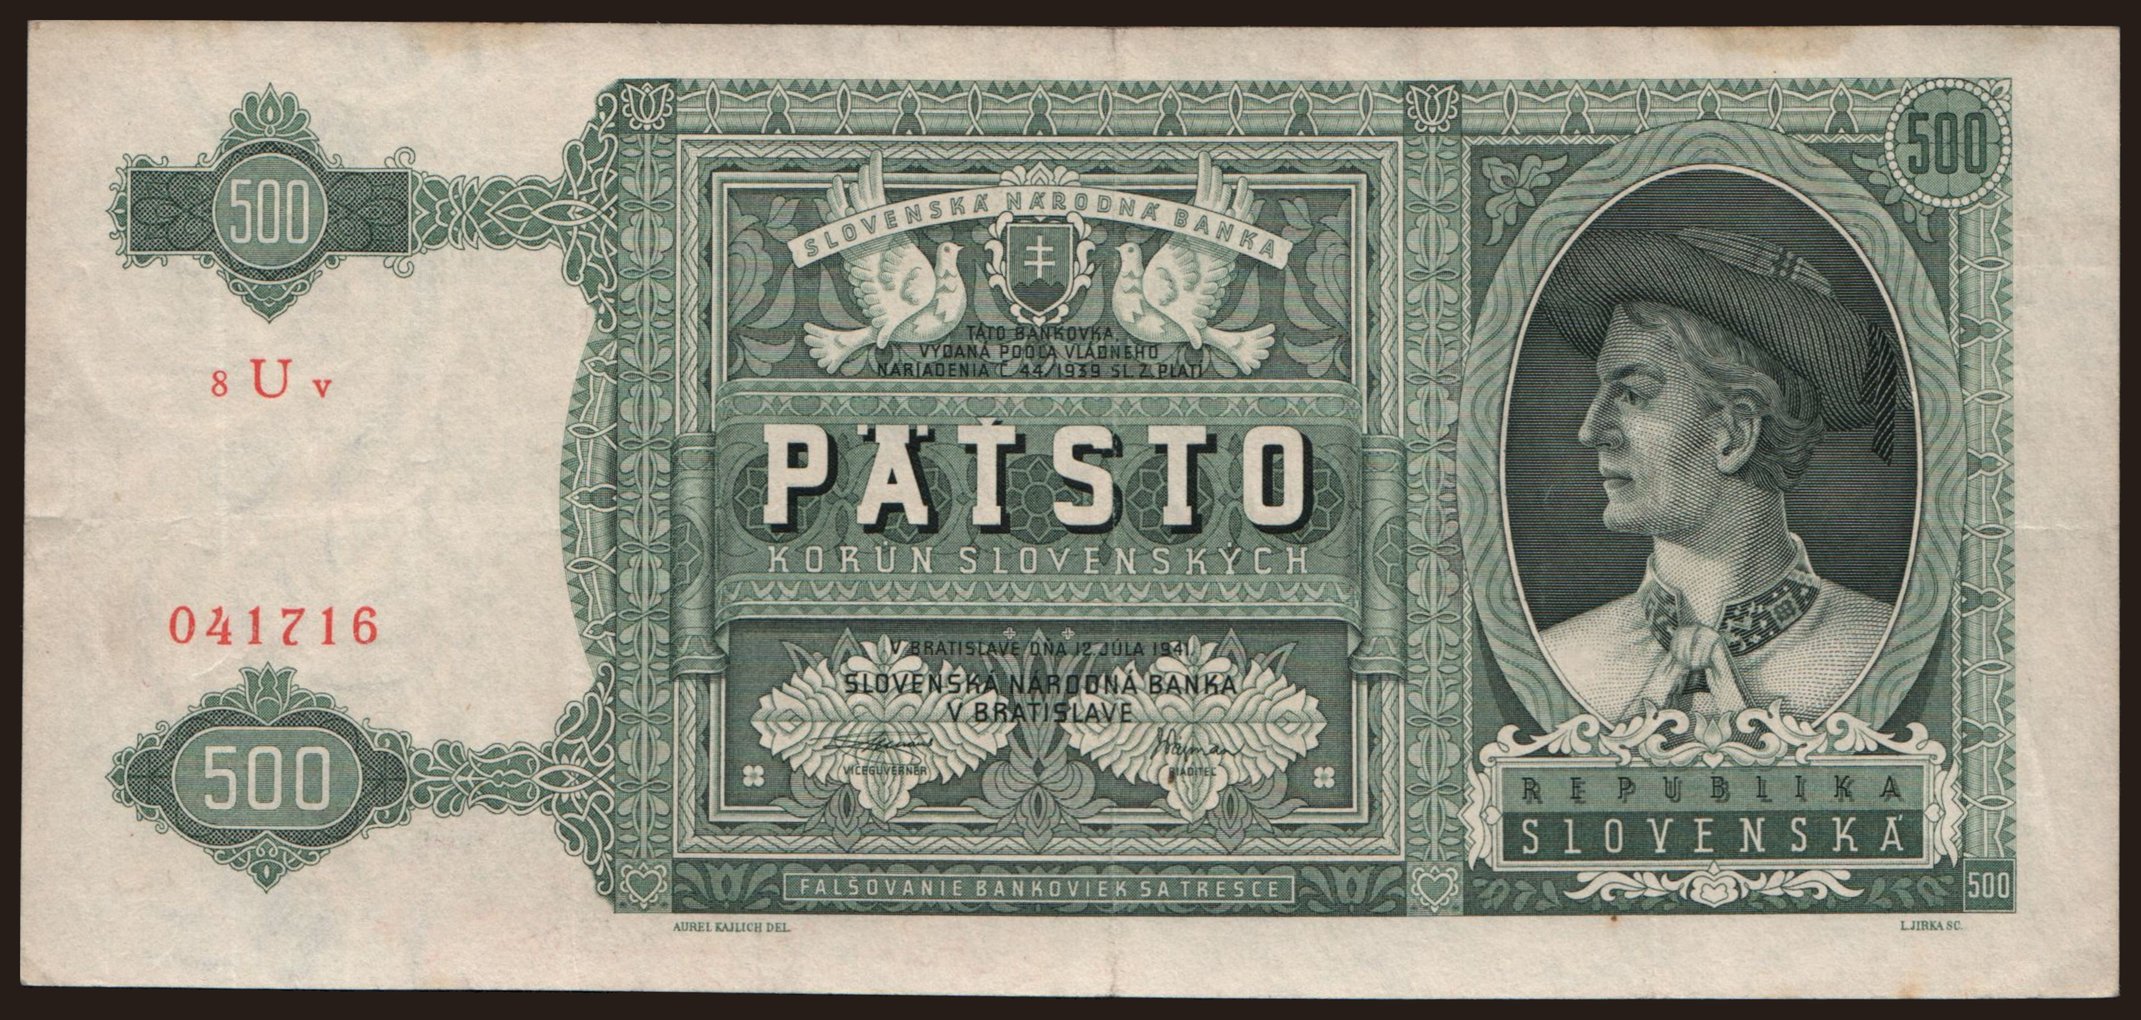 500
8 U v
041716
500
SLOVENSKÁ NÁRODNÁ BANKA
TÁTO BANKOVKA,
VYDANÁ PODĽA VLÁDNEHO
NARIADENIA Č. 44/1939 SL. Z. PLATÍ
PÄŤSTO
KORÚN SLOVENSKÝCH
V BRATISLAVE DŇA 12. JÚLA 1941.
SLOVENSKÁ NÁRODNÁ BANKA
V BRATISLAVE
VICEGUVERNÉR
RIADITEĽ
FALŠOVANIE BANKOVIEK SA TRESCE
AUREL KAJLICH DEL.
500
REPUBLIKA
SLOVENSKÁ
500
L. JIRKA SC.